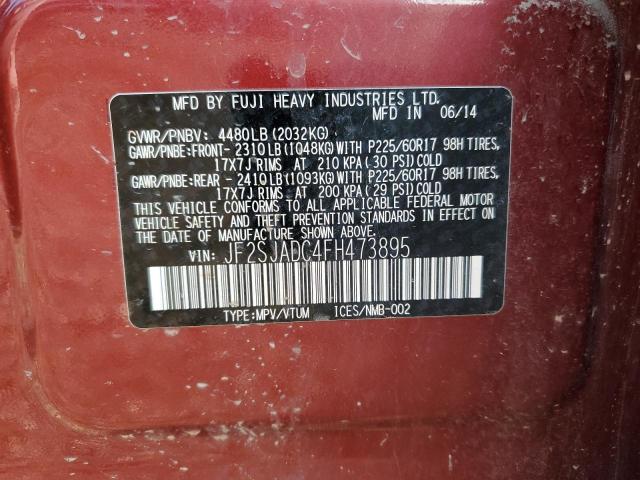 MFD BY FUJI HEAVY INDUSTRIES LTD.
MFD IN 06/14
GVWR/PNBV: 4480LB(2032KG)
GAWR/PNBE:FRONT-2310LB(1048KG)WITH P225/60R17 98H TIRES,
17X7J RIMS AT 210 KPA(30 PSI)COLD
GAWR/PNBE:REAR -2410LB(1093KG)WITH P225/60R17 98H TIRES,
17X7J RIMS AT 200 KPA(29 PSI)COLD
THIS VEHICLE CONFORMS TO ALL APPLICABLE FEDERAL MOTOR
VEHICLE SAFETY AND THEFT PREVENTION STANDARDS IN EFFECT
ON THE DATE OF MANUFACTURE SHOWN ABOVE.
VIN: JF2SJADC4FH473895
TYPE:MPV/VTUM ICES/NMB-002